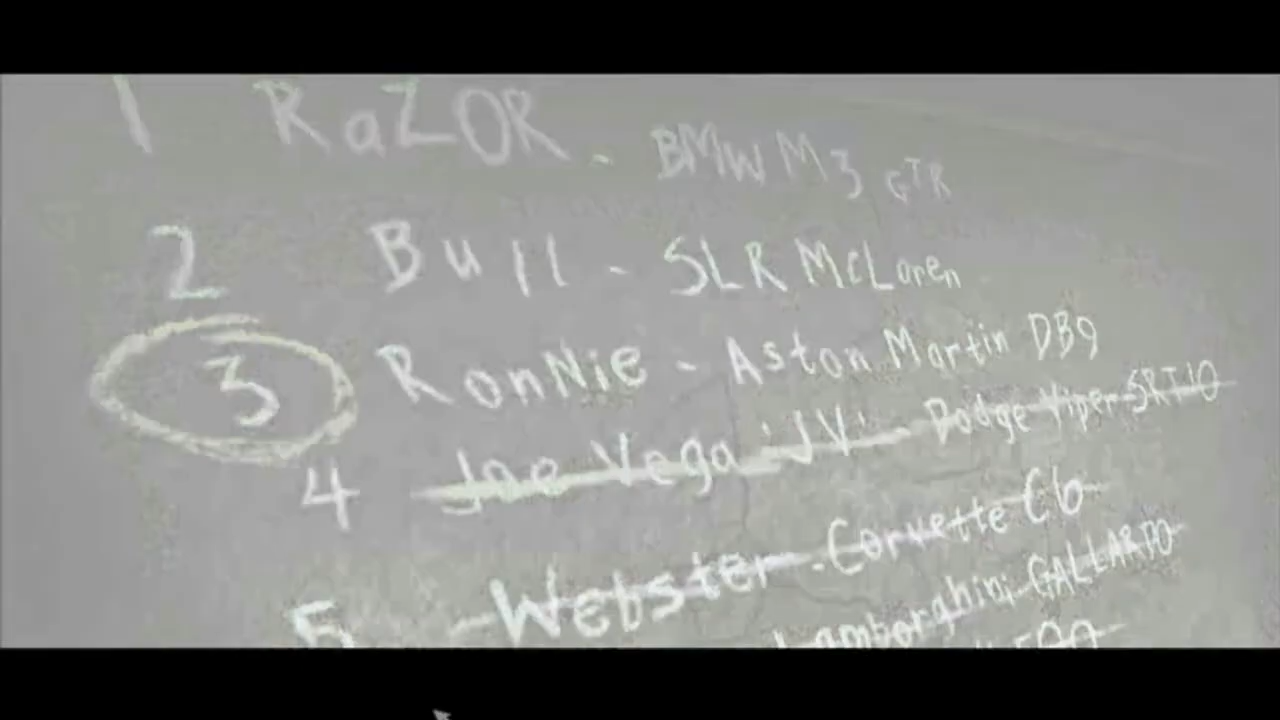 1 RaZOR - BMW M3 GTR
2 Bull - SLR McLaren
3 RonNie - Aston Martin DB9
4 Joe Vega 'JV' - Dodge Viper SRT10
5 Webster - Corvette C6
Lamborghini GALLARDO